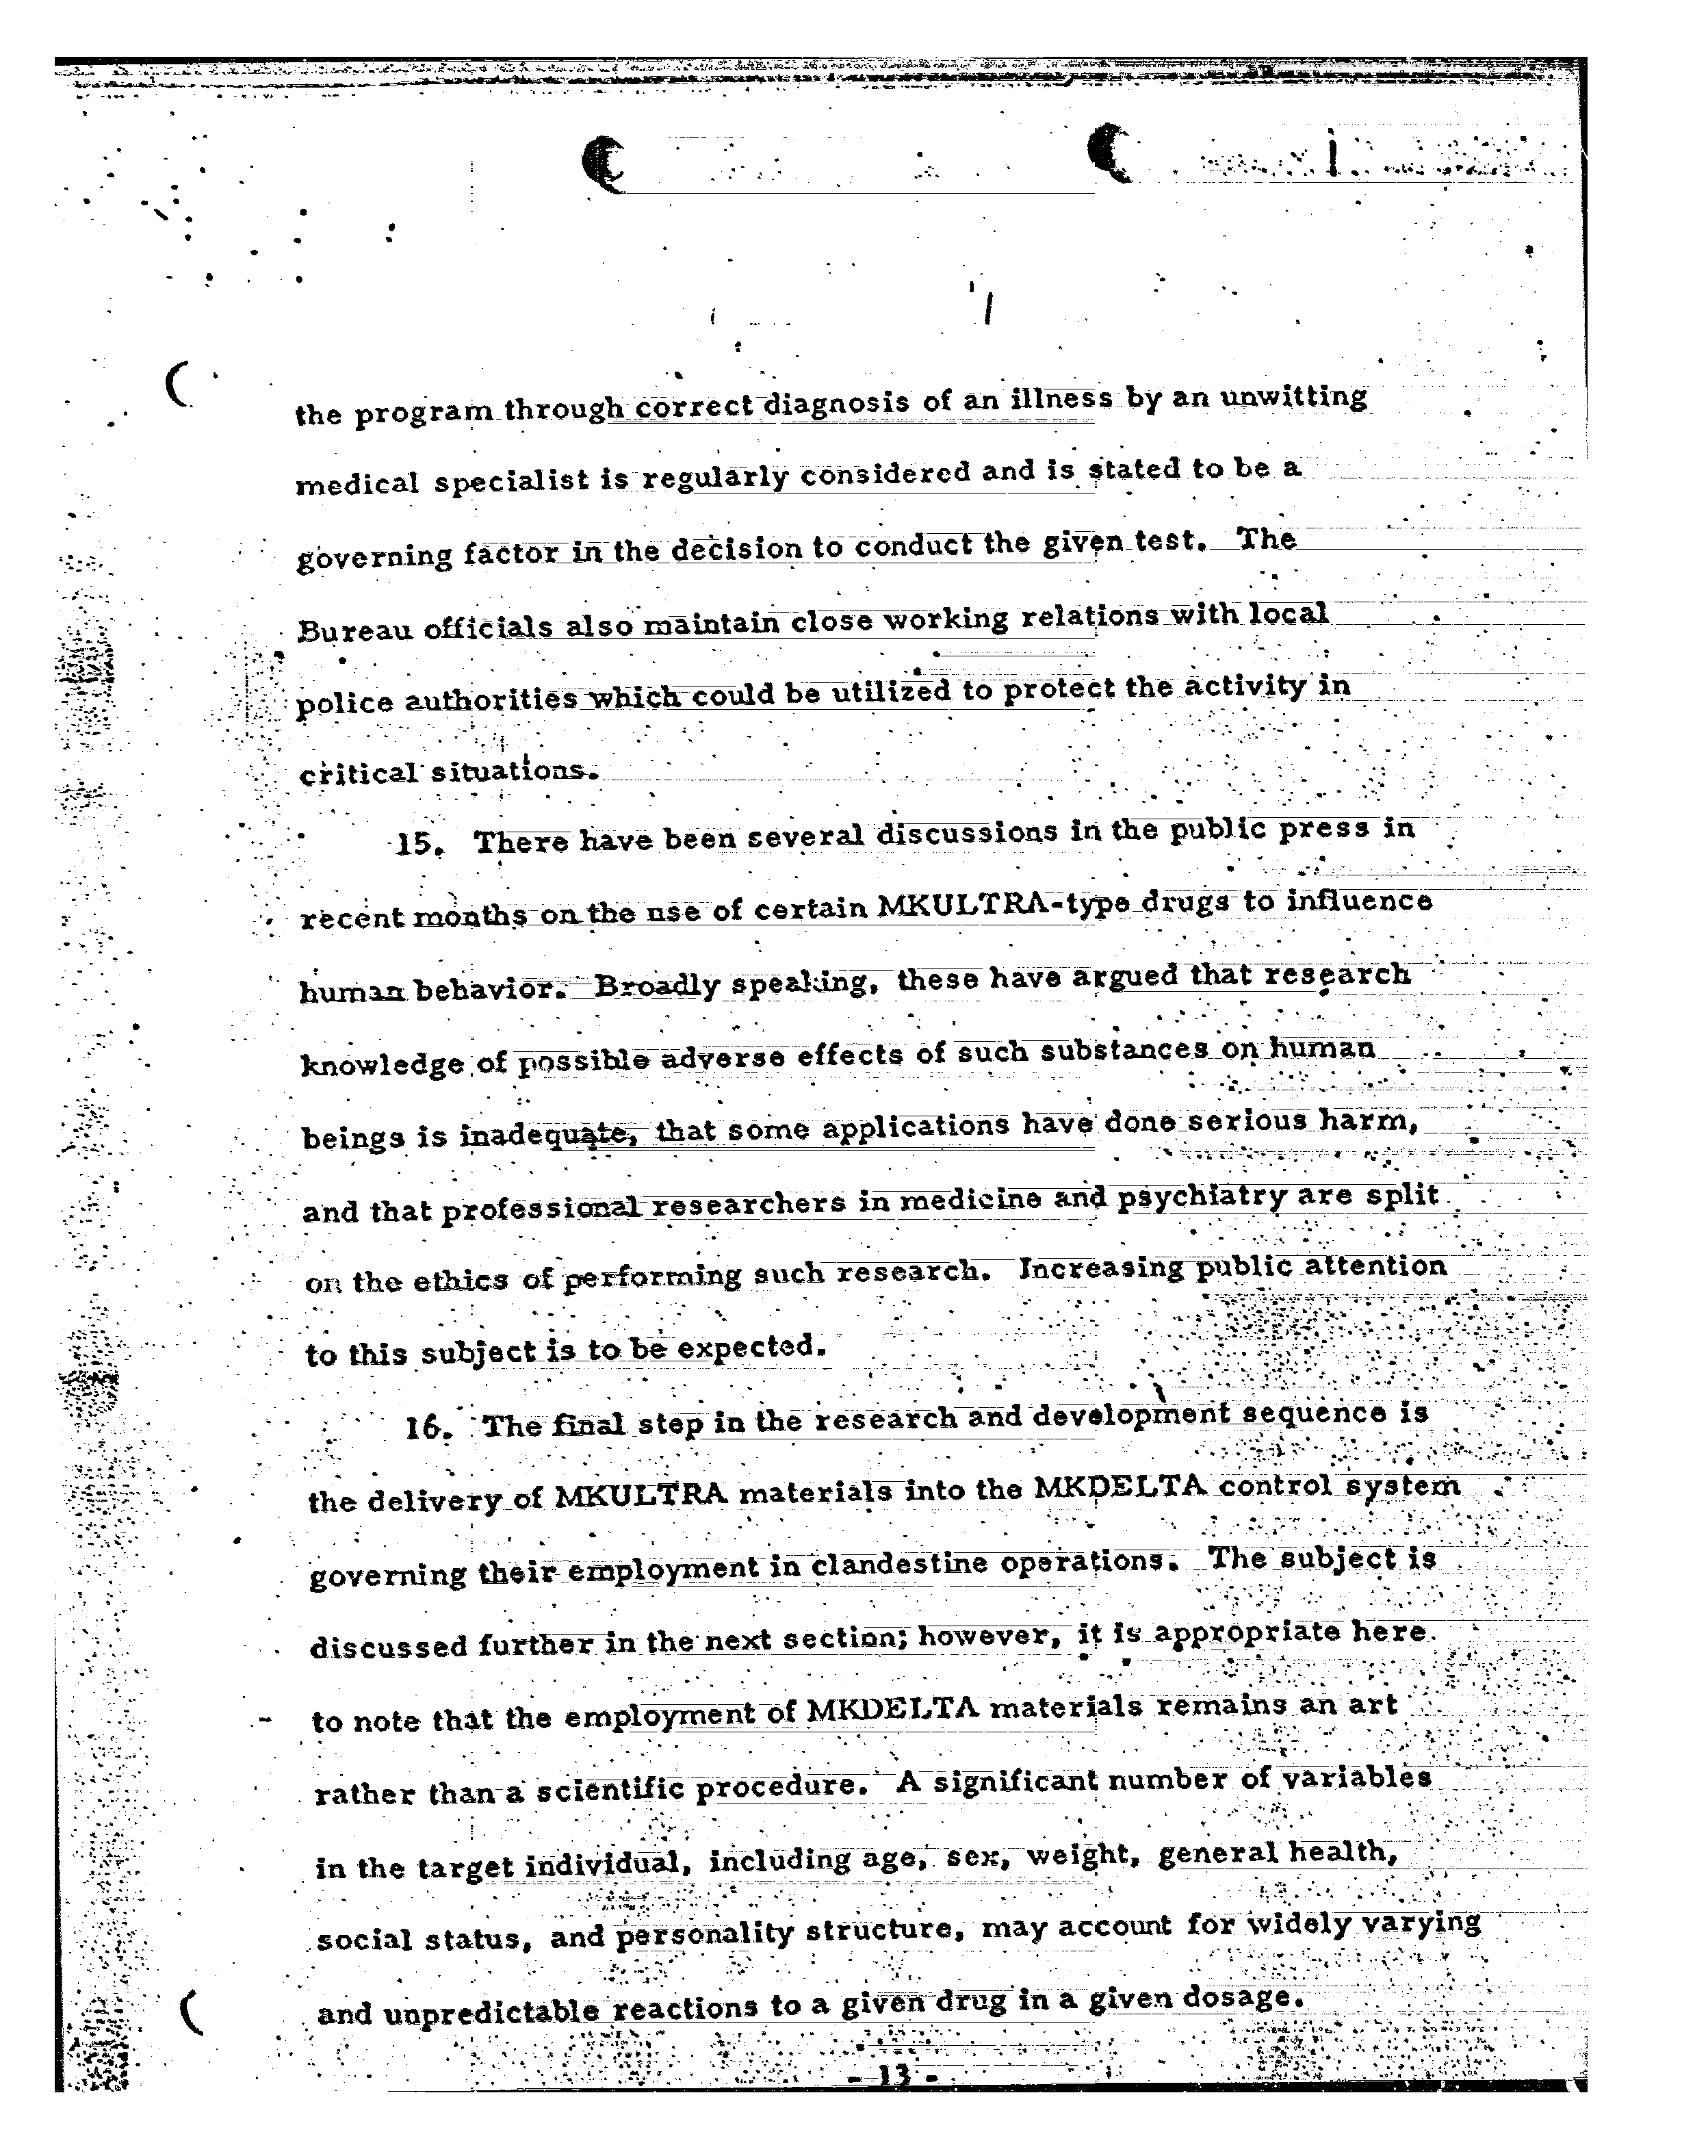 the program through correct diagnosis of an illness by an unwitting
medical specialist is regularly considered and is stated to be a
governing factor in the decision to conduct the given test. The
Bureau officials also maintain close working relations with local
police authorities which could be utilized to protect the activity in
critical situations.
15. There have been several discussions in the public press in
recent months on the use of certain MKULTRA-type drugs to influence
human behavior. Broadly speaking, these have argued that research
knowledge of possible adverse effects of such substances on human
beings is inadequate, that some applications have done serious harm,
and that professional researchers in medicine and psychiatry are split
on the ethics of performing such research. Increasing public attention
to this subject is to be expected.
16. The final step in the research and development sequence is
the delivery of MKULTRA materials into the MKDELTA control system
governing their employment in clandestine operations. The subject is
discussed further in the next section; however, it is appropriate here
to note that the employment of MKDELTA materials remains an art
rather than a scientific procedure. A significant number of variables
in the target individual, including age, sex, weight, general health,
social status, and personality structure, may account for widely varying
and unpredictable reactions to a given drug in a given dosage.
- 13 -